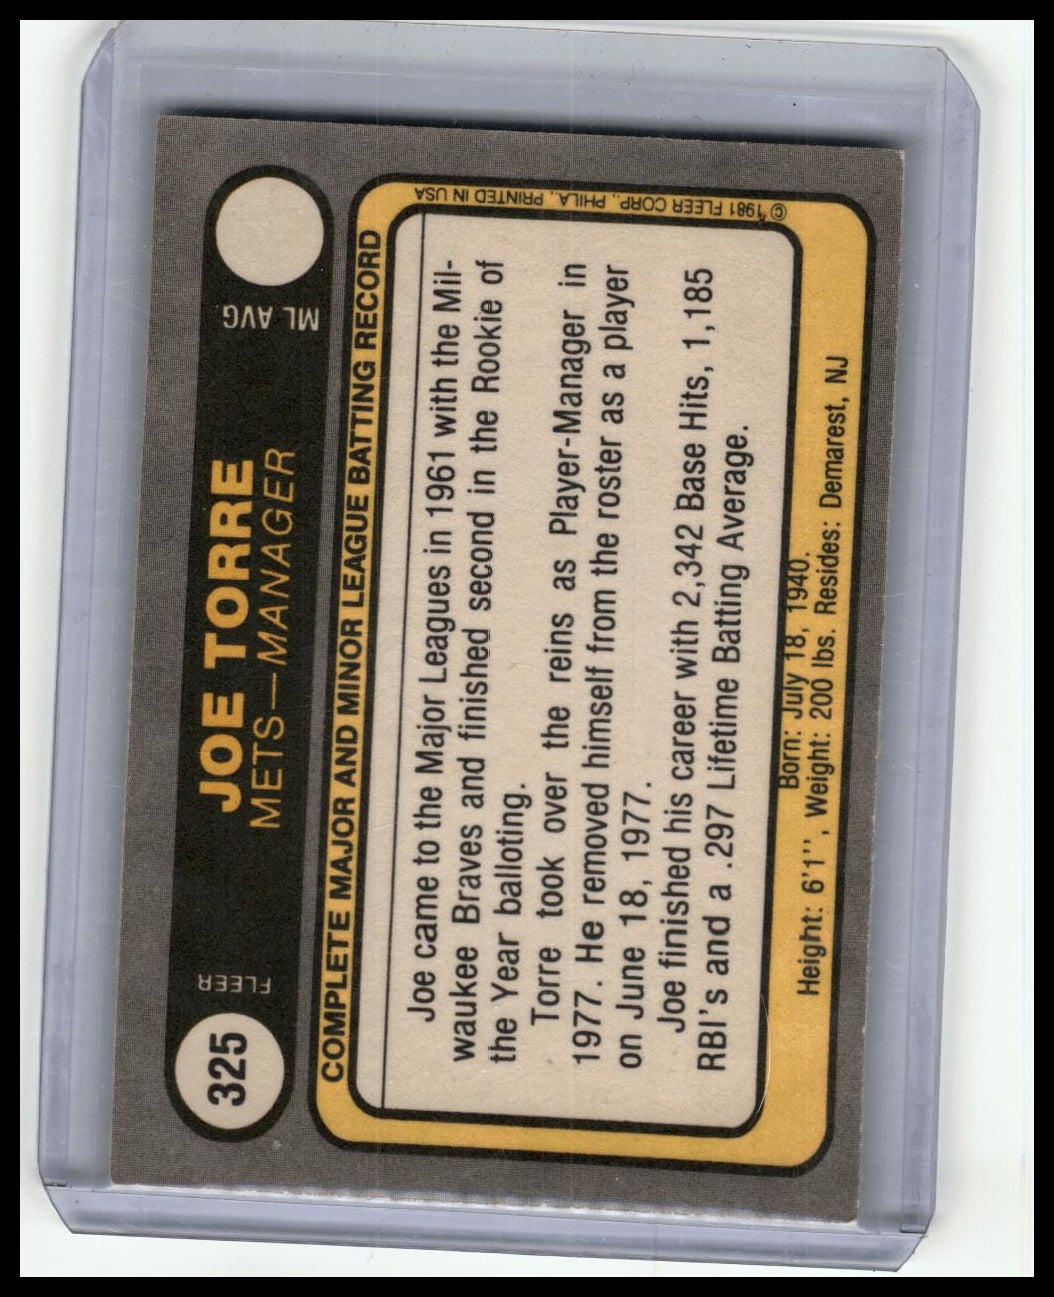 325
FLEER
JOE TORRE
METS—MANAGER
ML AVG.
COMPLETE MAJOR AND MINOR LEAGUE BATTING RECORD
Joe came to the Major Leagues in 1961 with the Mil-
waukee Braves and finished second in the Rookie of
the Year balloting.
Torre took over the reins as Player-Manager in
1977. He removed himself from the roster as a player
on June 18, 1977.
Joe finished his career with 2,342 Base Hits, 1,185
RBI's and a .297 Lifetime Batting Average.
Born: July 18, 1940.
Height: 6'1'', Weight: 200 lbs. Resides: Demarest, NJ
© 1981 FLEER CORP., PHILA., PRINTED IN USA